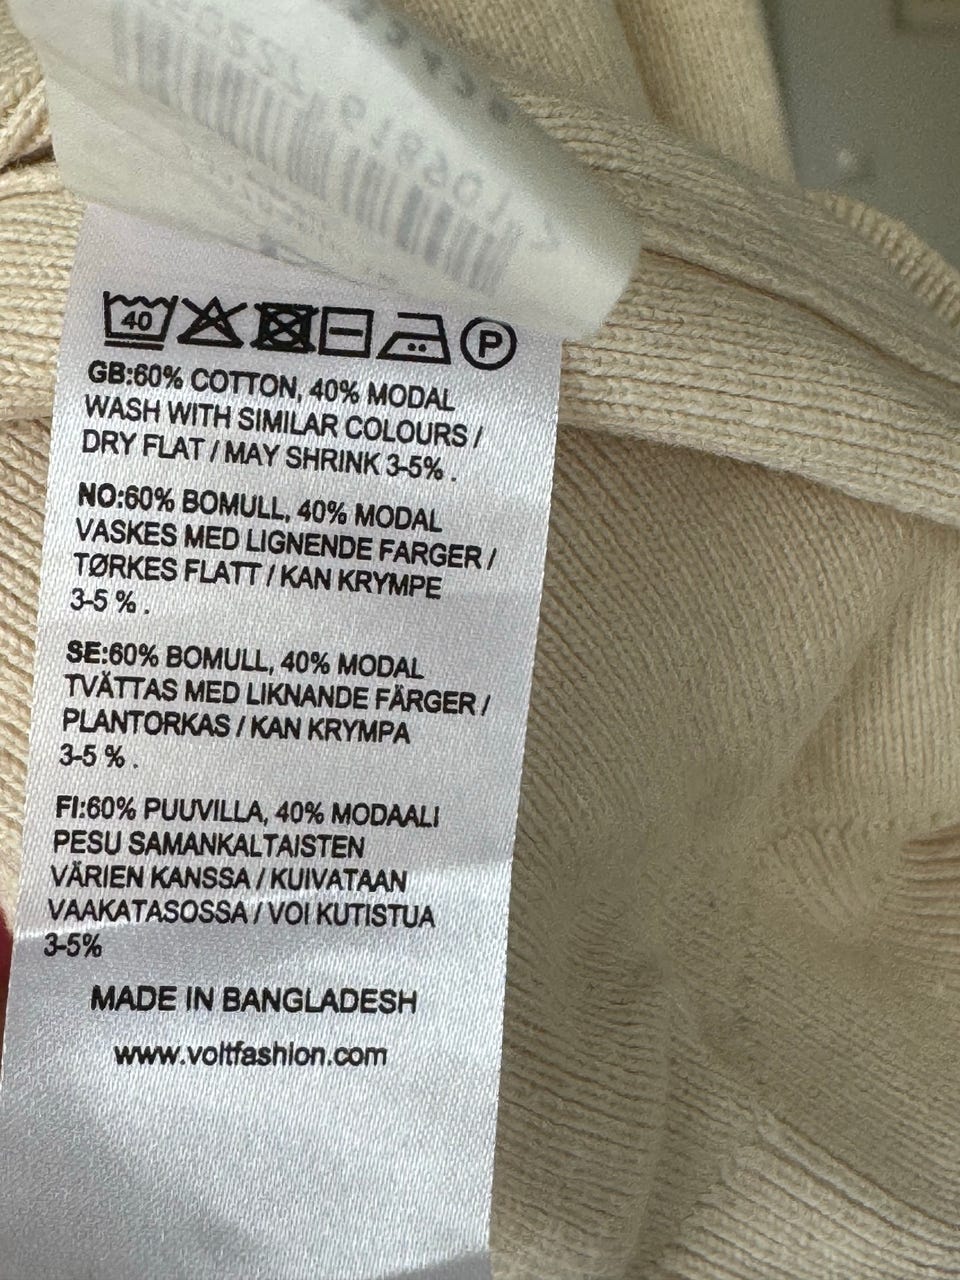 40
P
GB:60% COTTON, 40% MODAL
WASH WITH SIMILAR COLOURS /
DRY FLAT / MAY SHRINK 3-5% .
NO:60% BOMULL, 40% MODAL
VASKES MED LIGNENDE FARGER /
TØRKES FLATT / KAN KRYMPE
3-5 % .
SE:60% BOMULL, 40% MODAL
TVÄTTAS MED LIKNANDE FÄRGER /
PLANTORKAS / KAN KRYMPA
3-5 % .
FI:60% PUUVILLA, 40% MODAALI
PESU SAMANKALTAISTEN
VÄRIEN KANSSA / KUIVATAAN
VAAKATASOSSA / VOI KUTISTUA
3-5%
MADE IN BANGLADESH
www.voltfashion.com